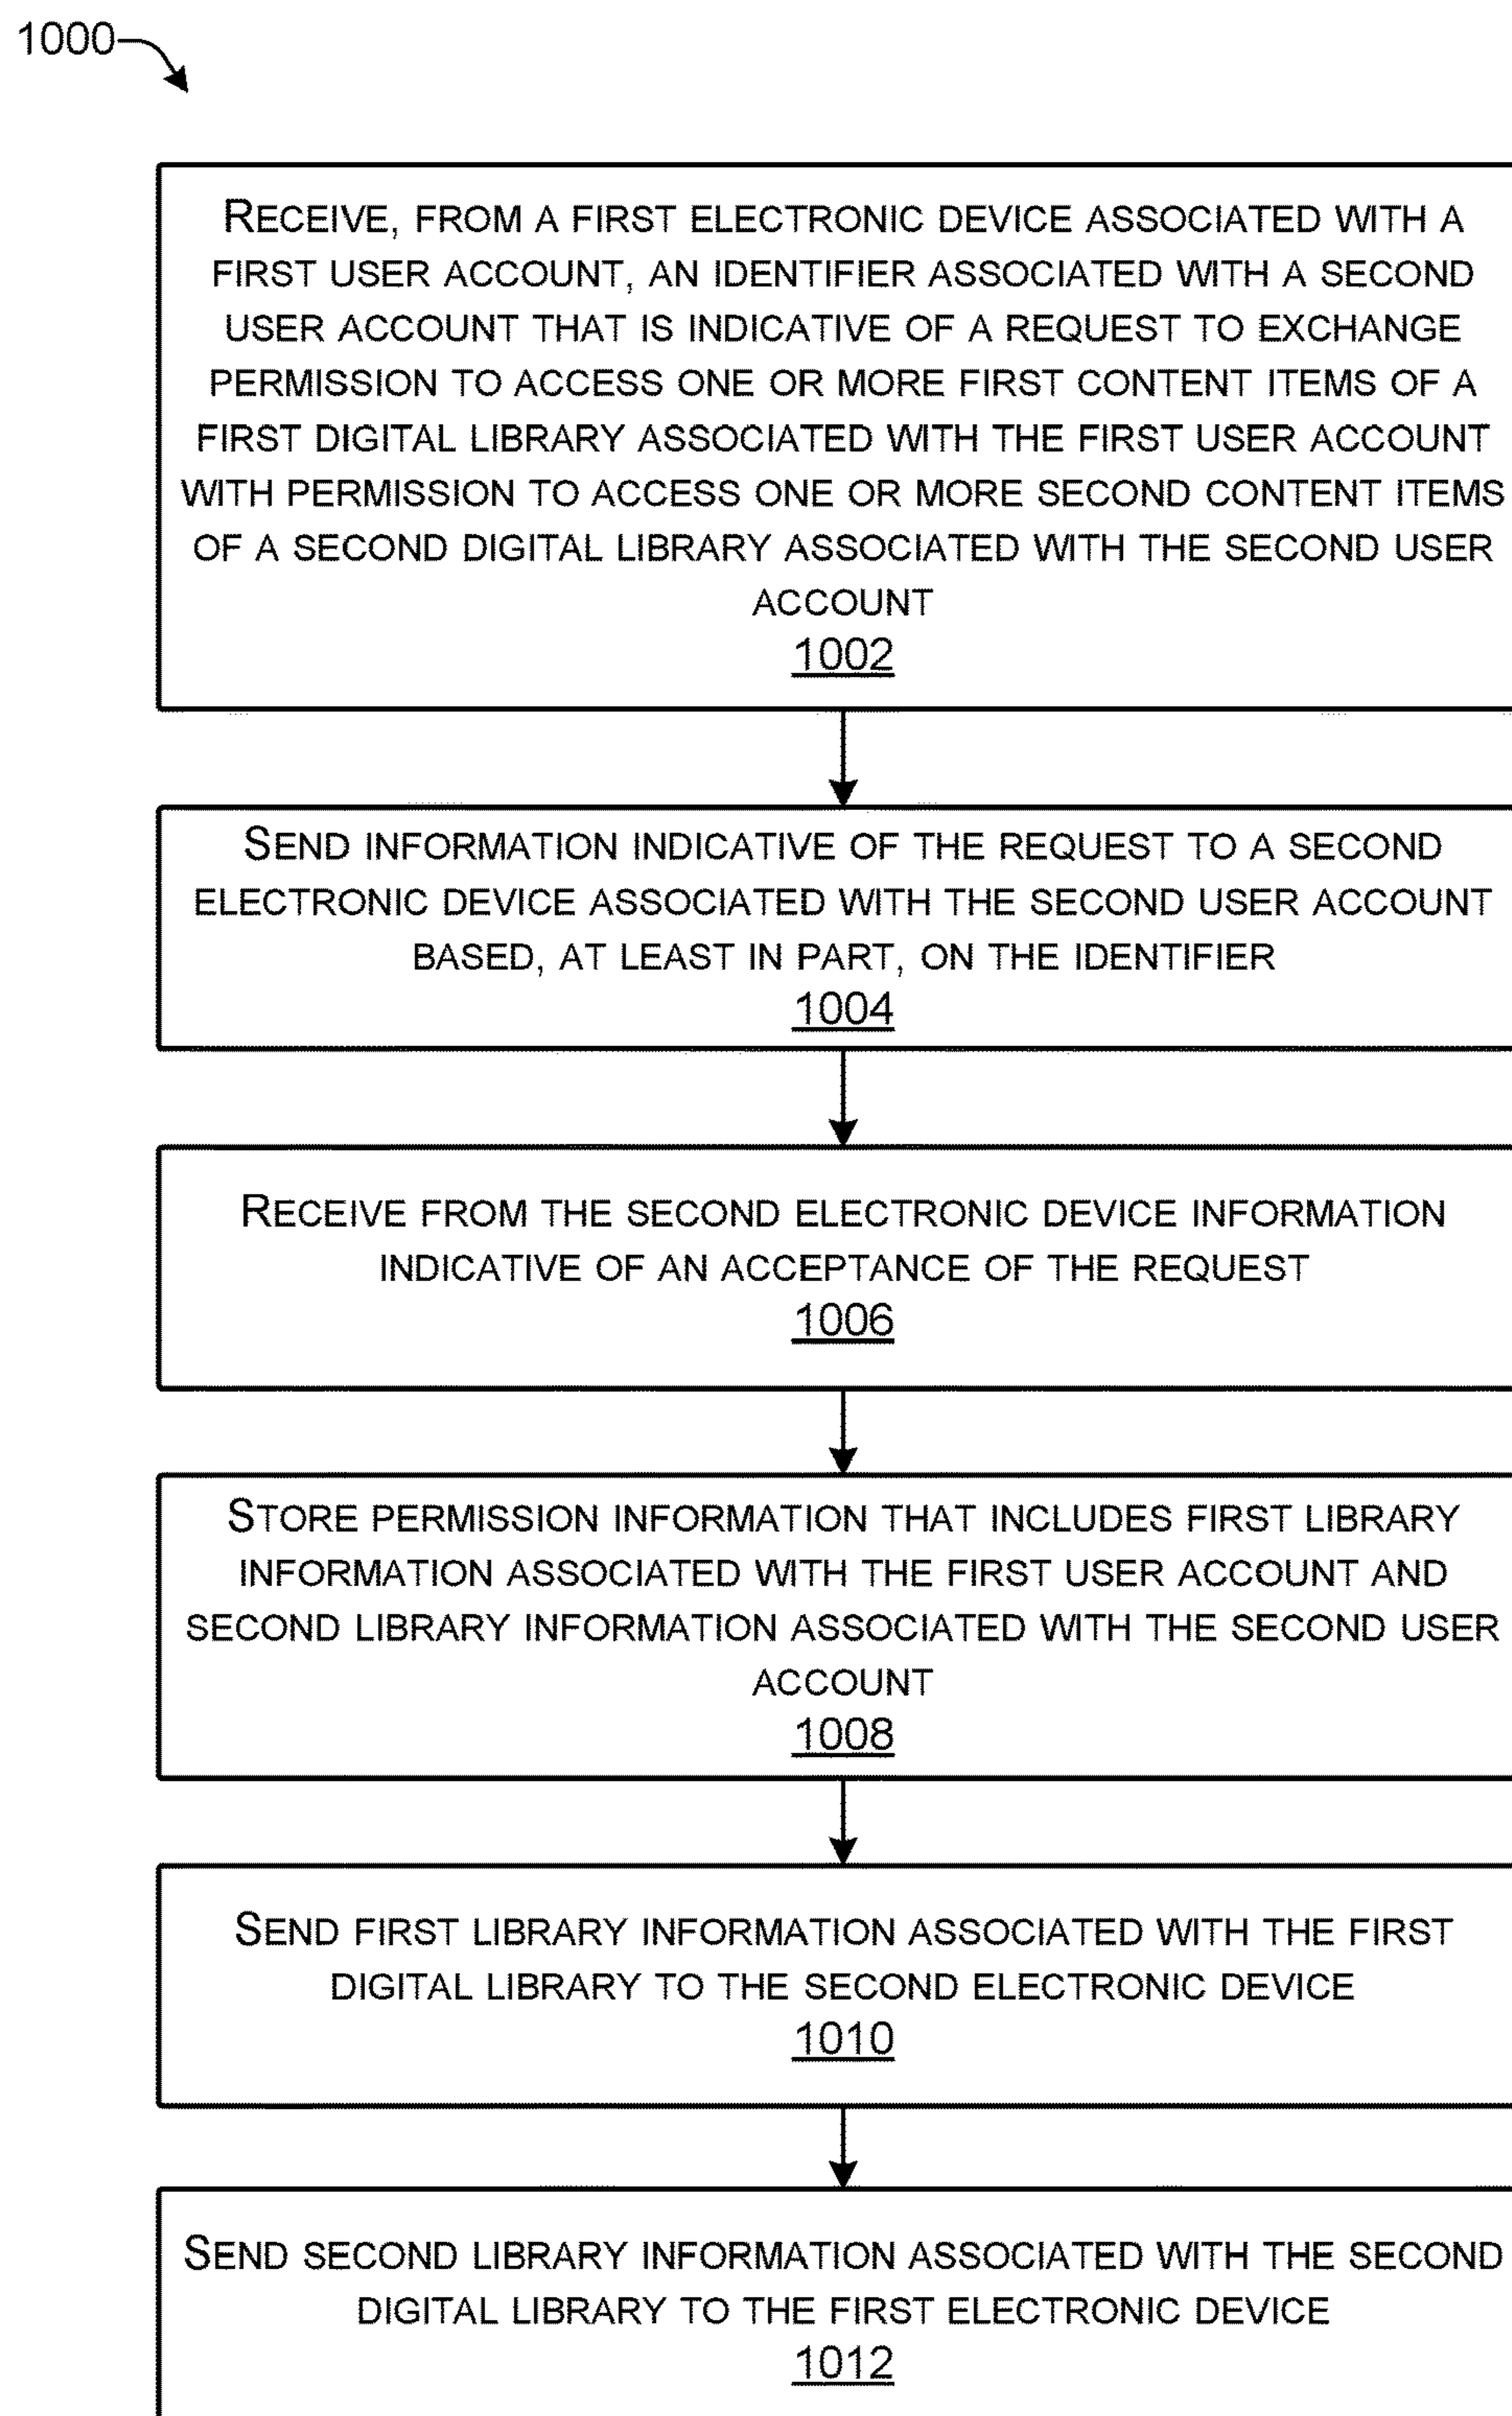 1000
RECEIVE, FROM A FIRST ELECTRONIC DEVICE ASSOCIATED WITH A
FIRST USER ACCOUNT, AN IDENTIFIER ASSOCIATED WITH A SECOND
USER ACCOUNT THAT IS INDICATIVE OF A REQUEST TO EXCHANGE
PERMISSION TO ACCESS ONE OR MORE FIRST CONTENT ITEMS OF A
FIRST DIGITAL LIBRARY ASSOCIATED WITH THE FIRST USER ACCOUNT
WITH PERMISSION TO ACCESS ONE OR MORE SECOND CONTENT ITEMS
OF A SECOND DIGITAL LIBRARY ASSOCIATED WITH THE SECOND USER
ACCOUNT
1002
SEND INFORMATION INDICATIVE OF THE REQUEST TO A SECOND
ELECTRONIC DEVICE ASSOCIATED WITH THE SECOND USER ACCOUNT
BASED, AT LEAST IN PART, ON THE IDENTIFIER
1004
RECEIVE FROM THE SECOND ELECTRONIC DEVICE INFORMATION
INDICATIVE OF AN ACCEPTANCE OF THE REQUEST
1006
STORE PERMISSION INFORMATION THAT INCLUDES FIRST LIBRARY
INFORMATION ASSOCIATED WITH THE FIRST USER ACCOUNT AND
SECOND LIBRARY INFORMATION ASSOCIATED WITH THE SECOND USER
ACCOUNT
1008
SEND FIRST LIBRARY INFORMATION ASSOCIATED WITH THE FIRST
DIGITAL LIBRARY TO THE SECOND ELECTRONIC DEVICE
1010
SEND SECOND LIBRARY INFORMATION ASSOCIATED WITH THE SECOND
DIGITAL LIBRARY TO THE FIRST ELECTRONIC DEVICE
1012